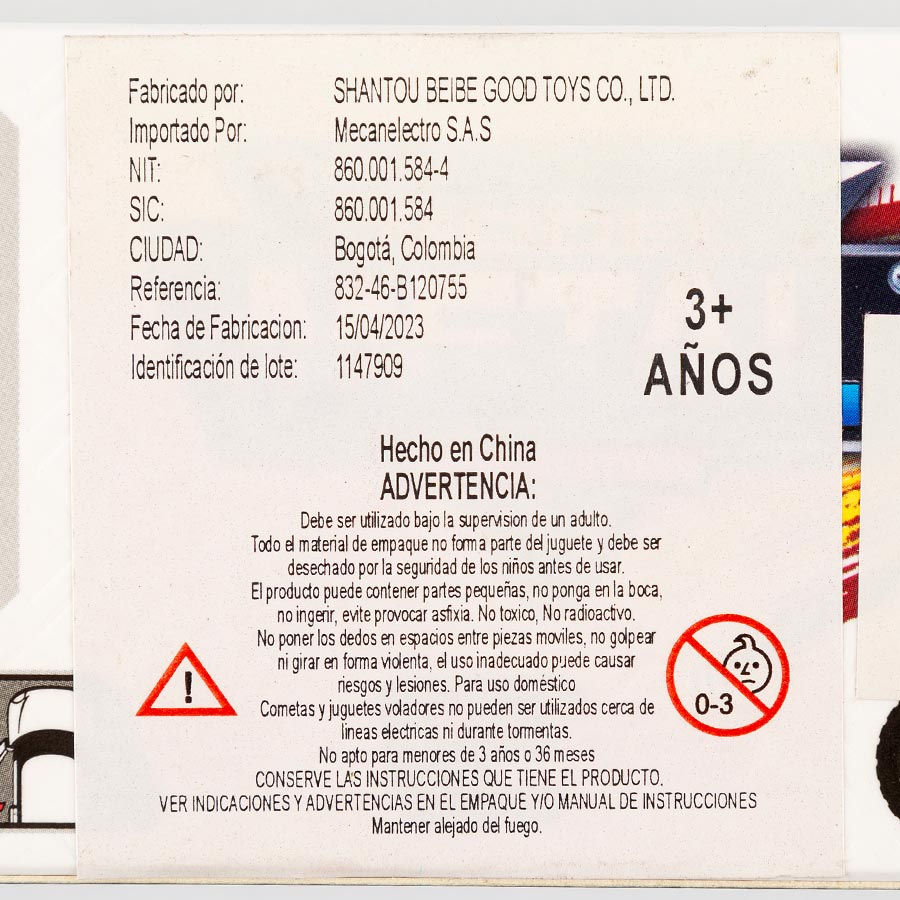 Fabricado por: SHANTOU BEIBE GOOD TOYS CO., LTD.
Importado Por: Mecanelectro S.A.S
NIT: 860.001.584-4
SIC: 860.001.584
CIUDAD: Bogotá, Colombia
Referencia: 832-46-B120755
Fecha de Fabricacion: 15/04/2023
Identificación de lote: 1147909
3+
AÑOS
Hecho en China
ADVERTENCIA:
Debe ser utilizado bajo la supervision de un adulto.
Todo el material de empaque no forma parte del juguete y debe ser
desechado por la seguridad de los niños antes de usar.
El producto puede contener partes pequeñas, no ponga en la boca,
no ingerir, evite provocar asfixia. No toxico, No radioactivo.
No poner los dedos en espacios entre piezas moviles, no golpear
ni girar en forma violenta, el uso inadecuado puede causar
riesgos y lesiones. Para uso doméstico
Cometas y juguetes voladores no pueden ser utilizados cerca de
lineas electricas ni durante tormentas.
No apto para menores de 3 años o 36 meses
CONSERVE LAS INSTRUCCIONES QUE TIENE EL PRODUCTO.
VER INDICACIONES Y ADVERTENCIAS EN EL EMPAQUE Y/O MANUAL DE INSTRUCCIONES
Mantener alejado del fuego.
!
0-3